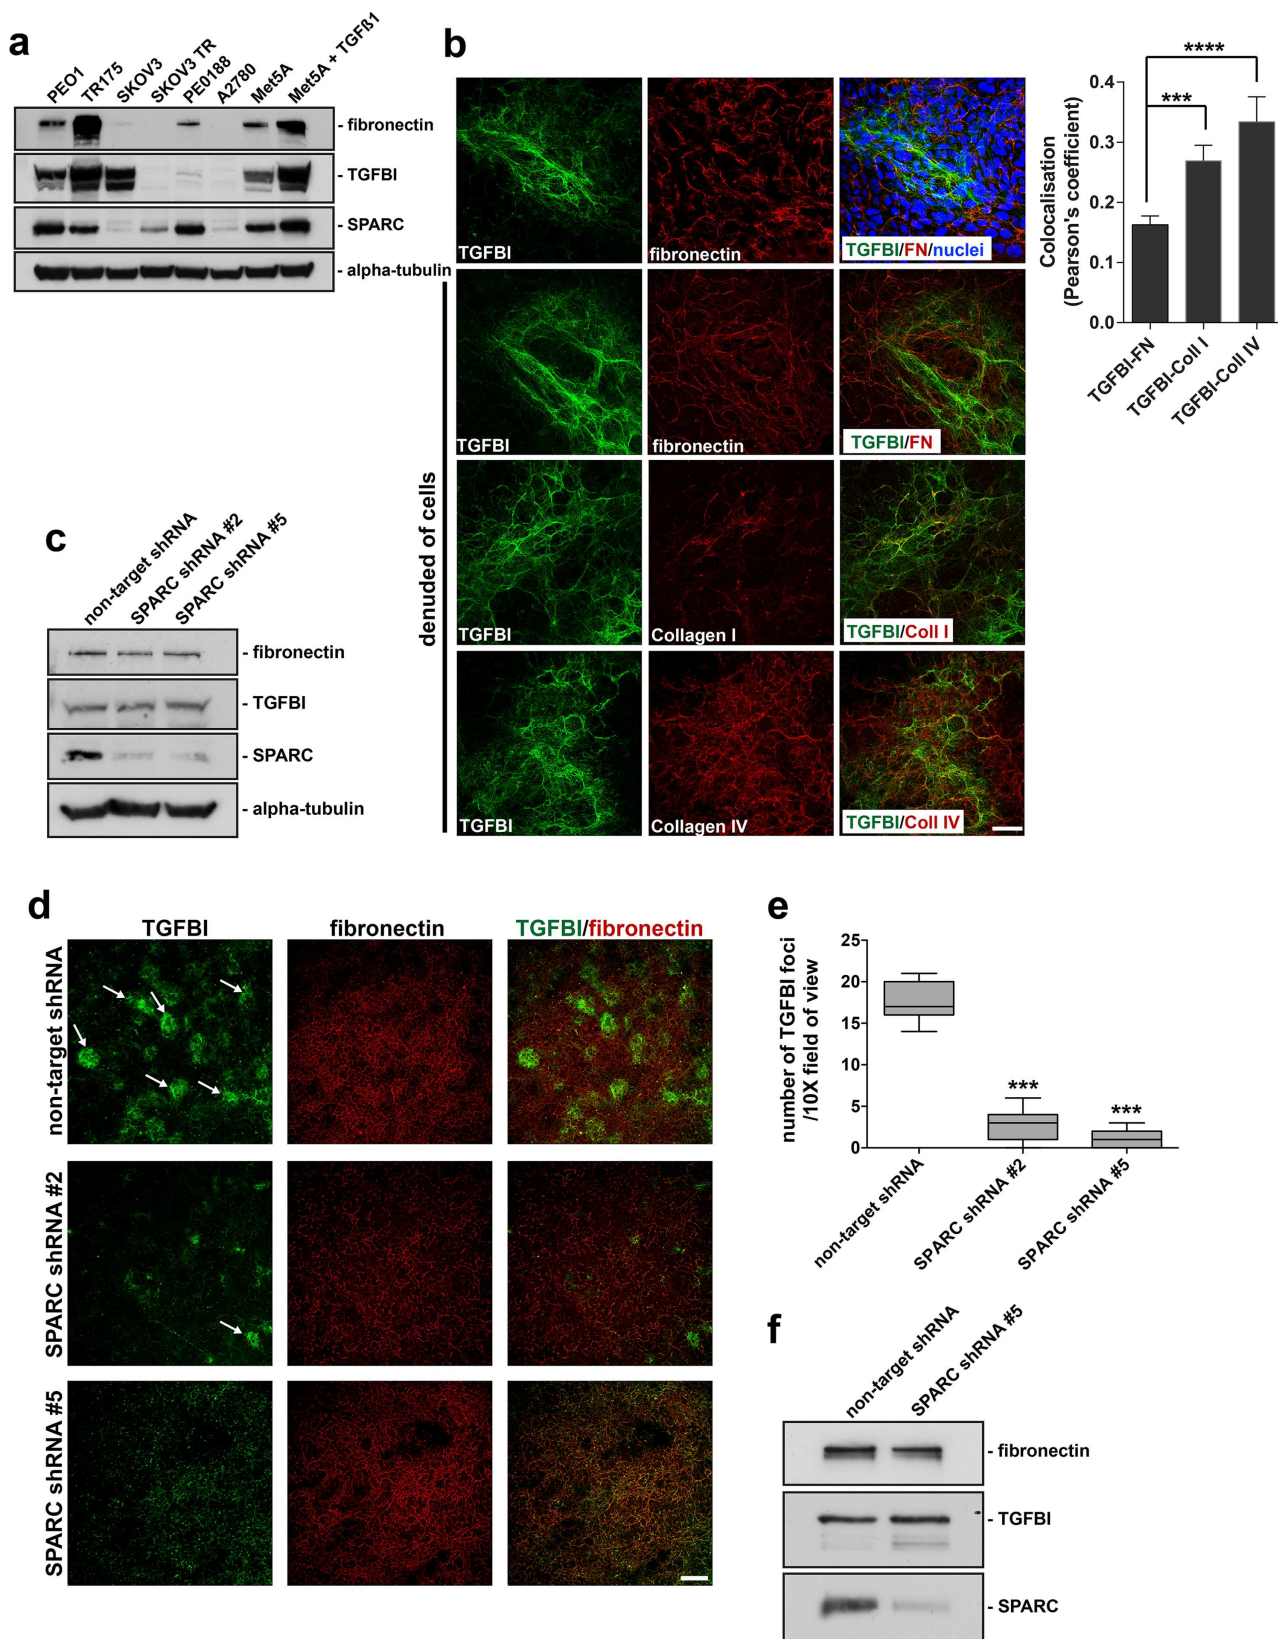 a
PEO1
TR175
SKOV3
SKOV3 TR
PE0188
A2780
Met5A
Met5A + TGFß1
- fibronectin
- TGFBI
- SPARC
- alpha-tubulin
b
TGFBI
fibronectin
TGFBI/FN/nuclei
denuded of cells
TGFBI
fibronectin
TGFBI/FN
TGFBI
Collagen I
TGFBI/Coll I
TGFBI
Collagen IV
TGFBI/Coll IV
Colocalisation
(Pearson's coefficient)
0.4
0.3
0.2
0.1
0.0
***
****
TGFBI-FN
TGFBI-Coll I
TGFBI-Coll IV
c
non-target shRNA
SPARC shRNA #2
SPARC shRNA #5
- fibronectin
- TGFBI
- SPARC
- alpha-tubulin
d
TGFBI
fibronectin
TGFBI/fibronectin
non-target shRNA
SPARC shRNA #2
SPARC shRNA #5
e
number of TGFBI foci
/10X field of view
25
20
15
10
5
0
***
***
non-target shRNA
SPARC shRNA #2
SPARC shRNA #5
f
non-target shRNA
SPARC shRNA #5
- fibronectin
- TGFBI
- SPARC